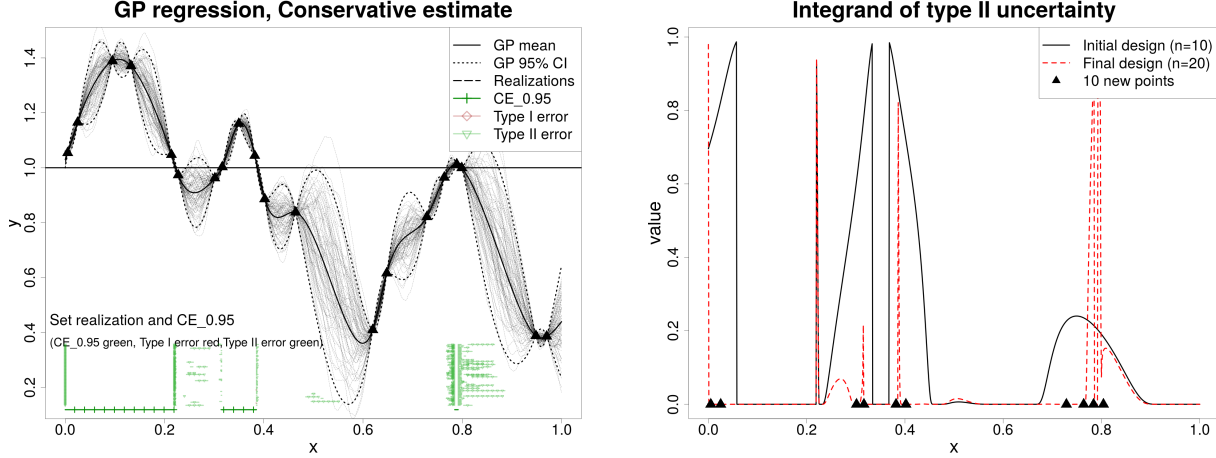 GP regression, Conservative estimate
GP mean
GP 95% CI
Realizations
CE_0.95
Type I error
Type II error
y
0.2 0.4 0.6 0.8 1.0 1.2 1.4
Set realization and CE_0.95
(CE_0.95 green, Type I error red,Type II error green)
0.0 0.2 0.4 0.6 0.8 1.0
x
Integrand of type II uncertainty
Initial design (n=10)
Final design (n=20)
10 new points
value
0.0 0.2 0.4 0.6 0.8 1.0
0.0 0.2 0.4 0.6 0.8 1.0
x